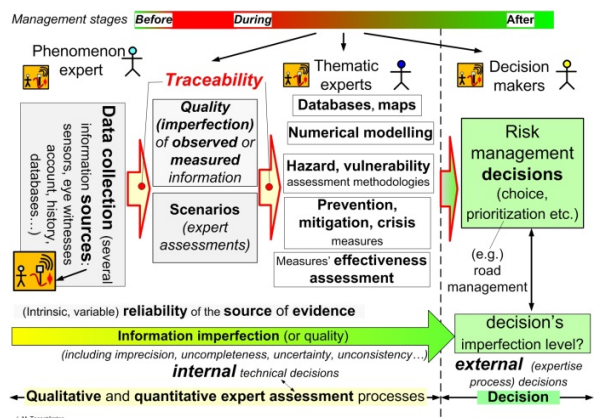 Management stages
Before
During
After
Phenomenon
expert
Traceability
Thematic
experts
Decision
makers
Data collection (several
information sources:
sensors, eye witnesses
account, history,
databases…)
Quality
(imperfection)
of observed or
measured
information
Scenarios
(expert
assessments)
Databases, maps
Numerical modelling
Hazard, vulnerability
assessment methodologies
Prevention,
mitigation, crisis
measures
Measures' effectiveness
assessment
Risk
management
decisions
(choice,
prioritization etc.)
(e.g.)
road
management
(Intrinsic, variable) reliability of the source of evidence
Information imperfection (or quality)
(including imprecision, uncompleteness, uncertainty, unconsistency…)
internal technical decisions
decision's
imperfection level?
external (expertise
process) decisions
Qualitative and quantitative expert assessment processes
Decision